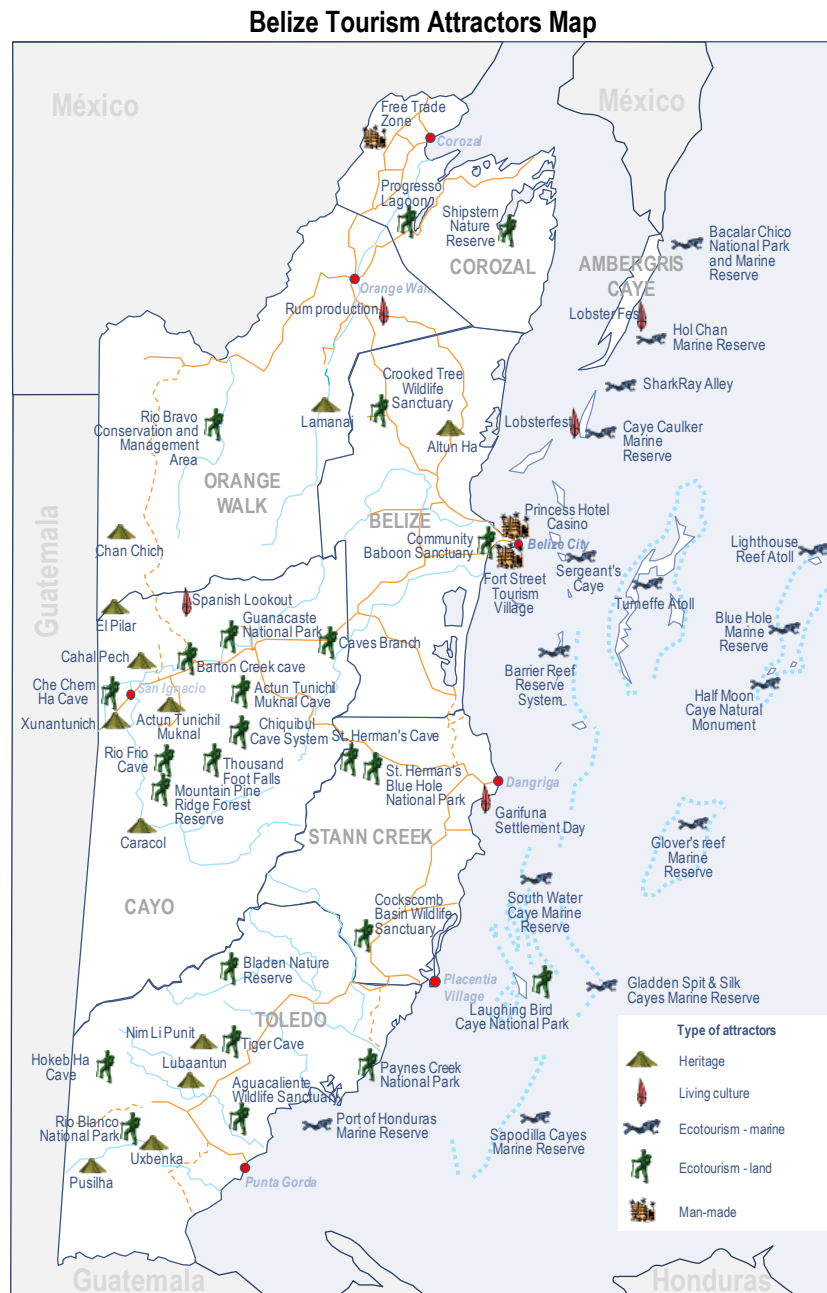 Belize Tourism Attractors Map
México
México
Free Trade
Zone
Corozal
Progresso
Lagoon
Shipstern
Nature
Reserve
COROZAL
Bacalar Chico
National Park
and Marine
Reserve
AMBERGRIS
CAYE
Orange Walk
Rum production
Lobster Fest
Hol Chan
Marine Reserve
Crooked Tree
Wildlife
Sanctuary
SharkRay Alley
Rio Bravo
Conservation and
Management
Area
Lamanai
Altun Ha
Lobsterfest
Caye Caulker
Marine
Reserve
ORANGE
WALK
BELIZE
Princess Hotel
Casino
Chan Chich
Community
Baboon Sanctuary
Belize City
Fort Street
Tourism
Village
Sergeant's
Caye
Lighthouse
Reef Atoll
Turneffe Atoll
Guatemala
El Pilar
Spanish Lookout
Guanacaste
National Park
Caves Branch
Blue Hole
Marine
Reserve
Cahal Pech
Barton Creek cave
Barrier Reef
Reserve
System
Che Chem
Ha Cave
San Ignacio
Actun Tunichil
Muknal Cave
Half Moon
Caye Natural
Monument
Xunantunich
Actun Tunichil
Muknal
Chiquibul
Cave System
St. Herman's Cave
Rio Frio
Cave
Thousand
Foot Falls
St. Herman's
Blue Hole
National Park
Dangriga
Mountain Pine
Ridge Forest
Reserve
Garifuna
Settlement Day
Caracol
STANN CREEK
Glover's reef
Marine
Reserve
CAYO
Cockscomb
Basin Wildlife
Sanctuary
South Water
Caye Marine
Reserve
Bladen Nature
Reserve
Placentia
Village
Laughing Bird
Caye National Park
Gladden Spit & Silk
Cayes Marine Reserve
TOLEDO
Nim Li Punit
Tiger Cave
Hokeb Ha
Cave
Lubaantun
Paynes Creek
National Park
Aguacaliente
Wildlife Sanctuary
Rio Blanco
National Park
Port of Honduras
Marine Reserve
Sapodilla Cayes
Marine Reserve
Uxbenka
Pusilha
Punta Gorda
Type of attractors
Heritage
Living culture
Ecotourism - marine
Ecotourism - land
Man-made
Guatemala
Honduras